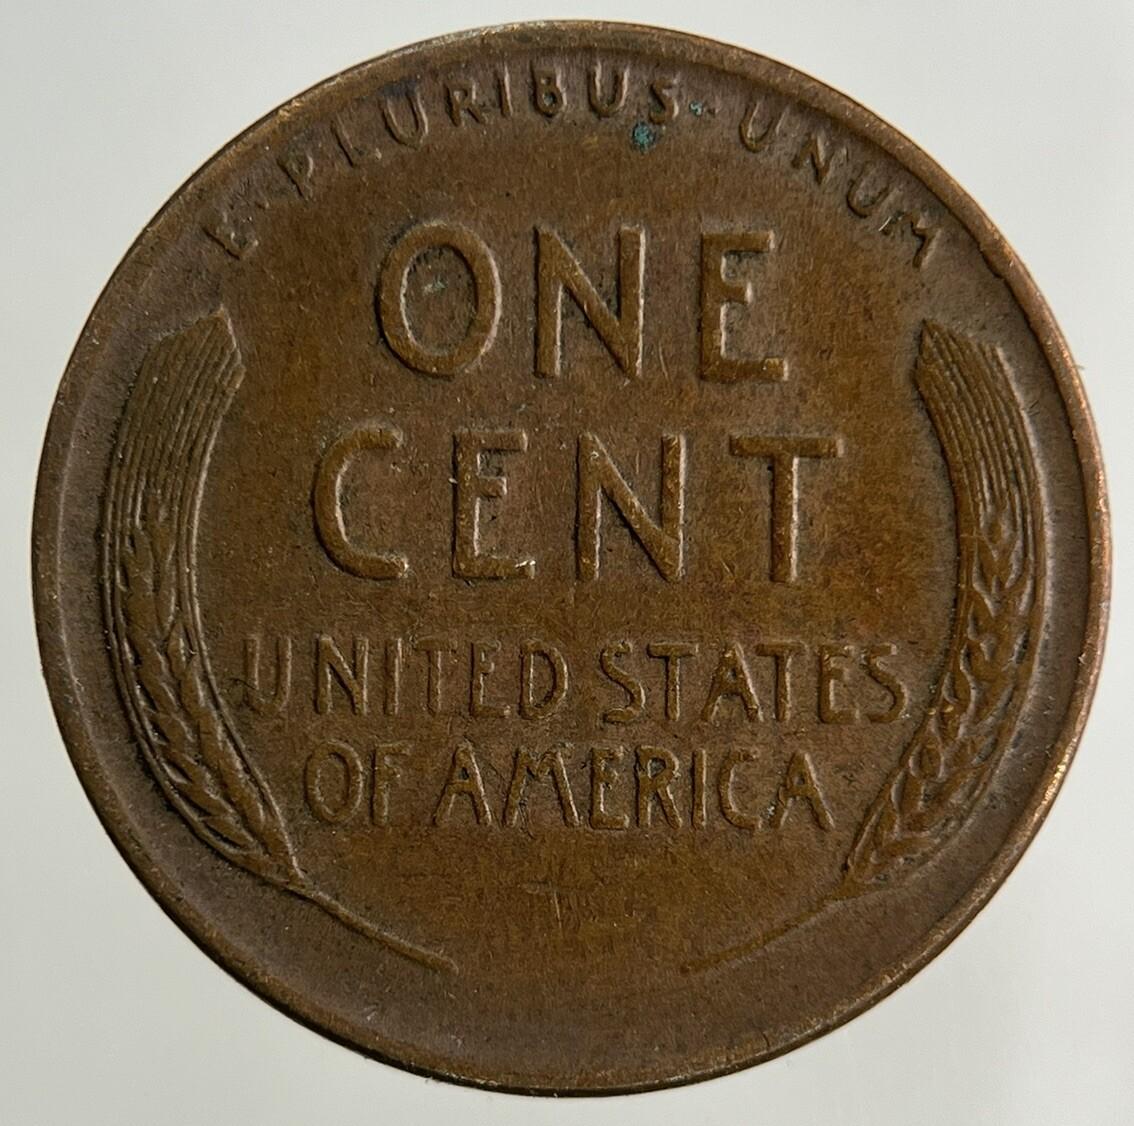 E·PLURIBUS·UNUM
ONE
CENT
UNITED STATES
OF AMERICA